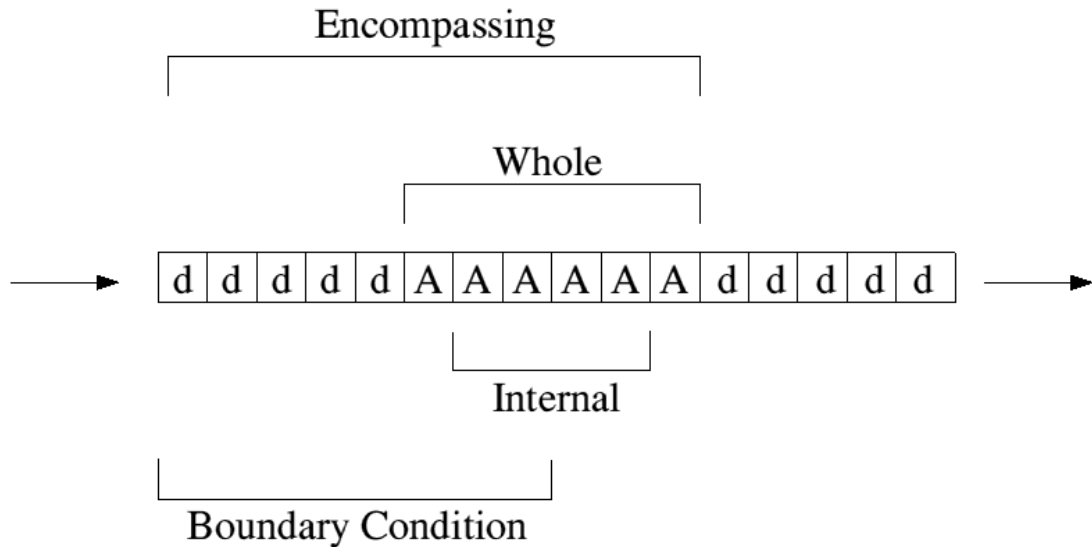 Encompassing
Whole
d d d d d A A A A A A d d d d d
Internal
Boundary Condition